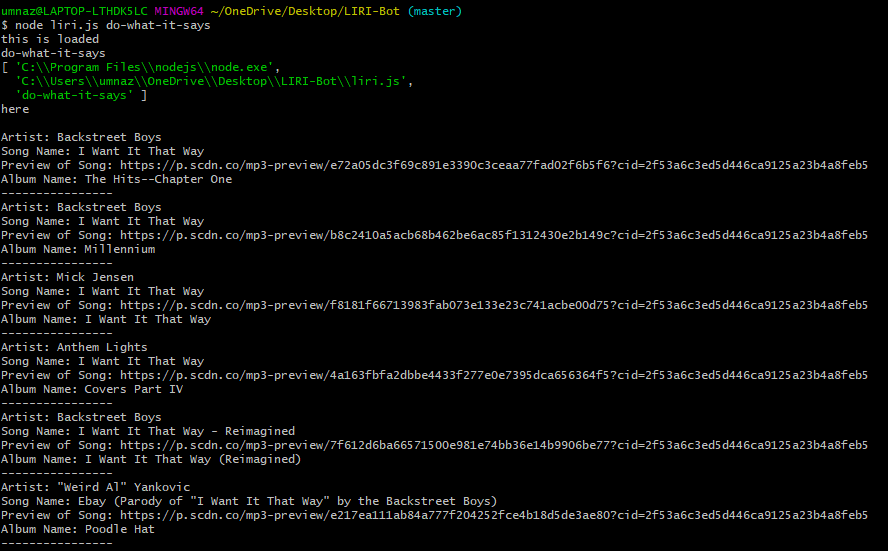 umnaz@LAPTOP-LTHDK5LC MINGW64 ~/OneDrive/Desktop/LIRI-Bot (master)
$ node liri.js do-what-it-says
this is loaded
do-what-it-says
[ 'C:\\Program Files\\nodejs\\node.exe',
  'C:\\Users\\umnaz\\OneDrive\\Desktop\\LIRI-Bot\\liri.js',
  'do-what-it-says' ]
here

Artist: Backstreet Boys
Song Name: I Want It That Way
Preview of Song: https://p.scdn.co/mp3-preview/e72a05dc3f69c891e3390c3ceaa77fad02f6b5f6?cid=2f53a6c3ed5d446ca9125a23b4a8feb5
Album Name: The Hits--Chapter One
----------------
Artist: Backstreet Boys
Song Name: I Want It That Way
Preview of Song: https://p.scdn.co/mp3-preview/b8c2410a5acb68b462be6ac85f1312430e2b149c?cid=2f53a6c3ed5d446ca9125a23b4a8feb5
Album Name: Millennium
----------------
Artist: Mick Jensen
Song Name: I Want It That Way
Preview of Song: https://p.scdn.co/mp3-preview/f8181f66713983fab073e133e23c741acbe00d75?cid=2f53a6c3ed5d446ca9125a23b4a8feb5
Album Name: I Want It That Way
----------------
Artist: Anthem Lights
Song Name: I Want It That Way
Preview of Song: https://p.scdn.co/mp3-preview/4a163fbfa2dbbe4433f277e0e7395dca656364f5?cid=2f53a6c3ed5d446ca9125a23b4a8feb5
Album Name: Covers Part IV
----------------
Artist: Backstreet Boys
Song Name: I Want It That Way - Reimagined
Preview of Song: https://p.scdn.co/mp3-preview/7f612d6ba66571500e981e74bb36e14b9906be77?cid=2f53a6c3ed5d446ca9125a23b4a8feb5
Album Name: I Want It That Way (Reimagined)
----------------
Artist: "Weird Al" Yankovic
Song Name: Ebay (Parody of "I Want It That Way" by the Backstreet Boys)
Preview of Song: https://p.scdn.co/mp3-preview/e217ea111ab84a777f204252fce4b18d5de3ae80?cid=2f53a6c3ed5d446ca9125a23b4a8feb5
Album Name: Poodle Hat
----------------